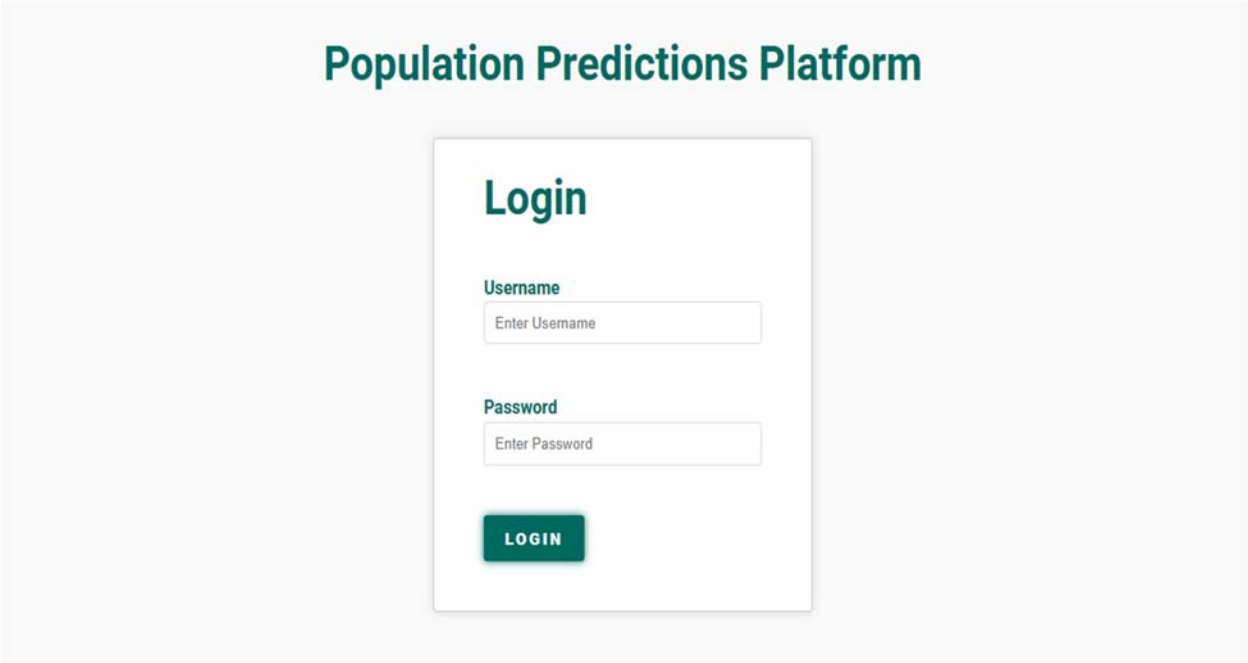 Population Predictions Platform
Login
Username
Enter Username
Password
Enter Password
LOGIN